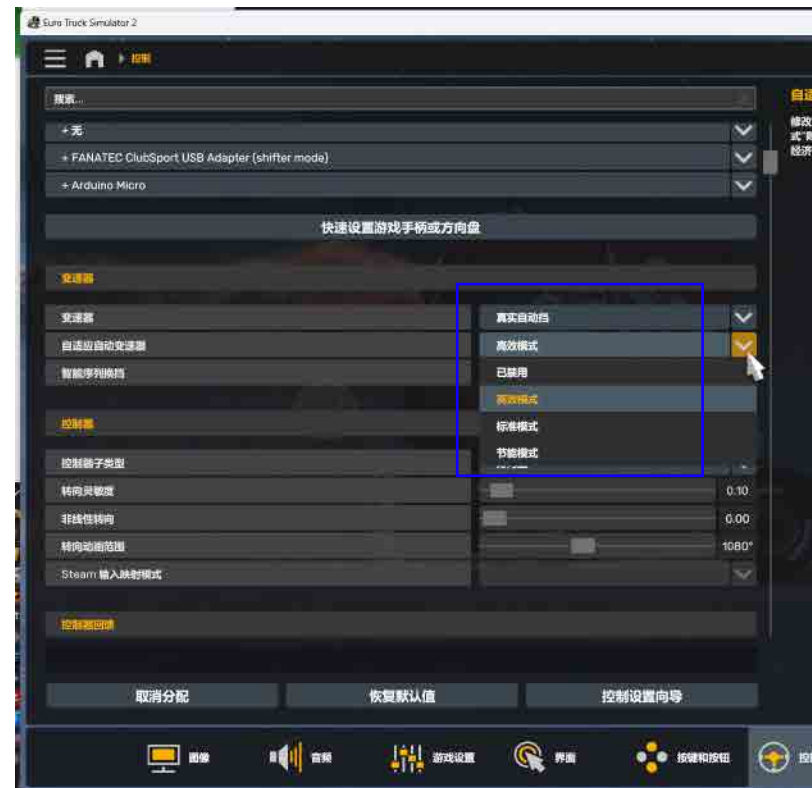 Euro Truck Simulator 2
控制
搜索...
+ 无
+ FANATEC ClubSport USB Adapter (shifter mode)
+ Arduino Micro
快速设置游戏手柄或方向盘
变速器
变速器 真实自动挡
自适应自动变速器 高效模式
智能序列换挡 已禁用
高效模式
控制器 标准模式
控制器子类型 节能模式
转向灵敏度 0.10
非线性转向 0.00
转向动画范围 1080°
Steam 输入映射模式
控制器回馈
取消分配 恢复默认值 控制设置向导
图像 音频 游戏设置 界面 按键和按钮
自适
修改
经济